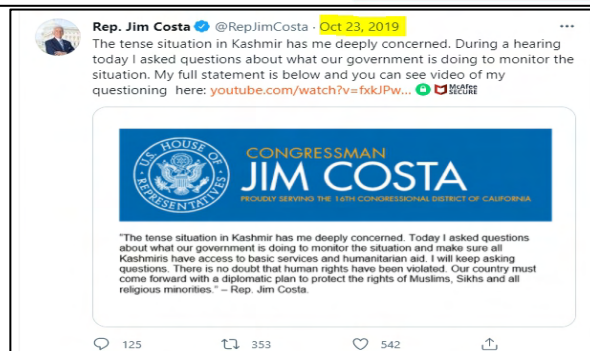 Rep. Jim Costa @RepJimCosta · Oct 23, 2019
The tense situation in Kashmir has me deeply concerned. During a hearing
today I asked questions about what our government is doing to monitor the
situation. My full statement is below and you can see video of my
questioning here: youtube.com/watch?v=fxkJPw... McAfee SECURE
U.S. HOUSE OF REPRESENTATIVES
CONGRESSMAN
JIM COSTA
PROUDLY SERVING THE 16TH CONGRESSIONAL DISTRICT OF CALIFORNIA
"The tense situation in Kashmir has me deeply concerned. Today I asked questions
about what our government is doing to monitor the situation and make sure all
Kashmiris have access to basic services and humanitarian aid. I will keep asking
questions. There is no doubt that human rights have been violated. Our country must
come forward with a diplomatic plan to protect the rights of Muslims, Sikhs and all
religious minorities." – Rep. Jim Costa.
125 353 542